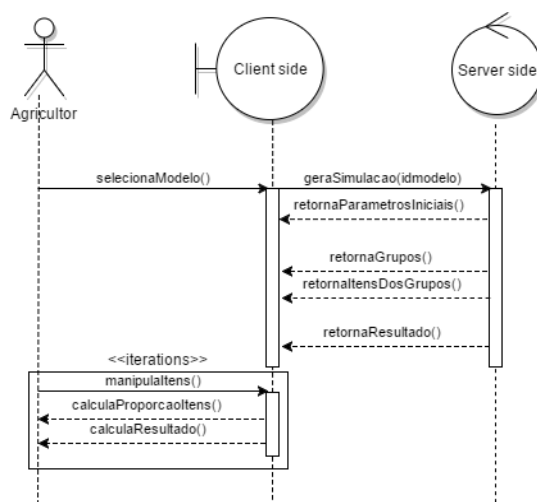 Client side
Server side
Agricultor
selecionaModelo()
geraSimulacao(idmodelo)
retornaParametrosIniciais()
retornaGrupos()
retornaItensDosGrupos()
retornaResultado()
<<iterations>>
manipulaItens()
calculaProporcaoItens()
calculaResultado()